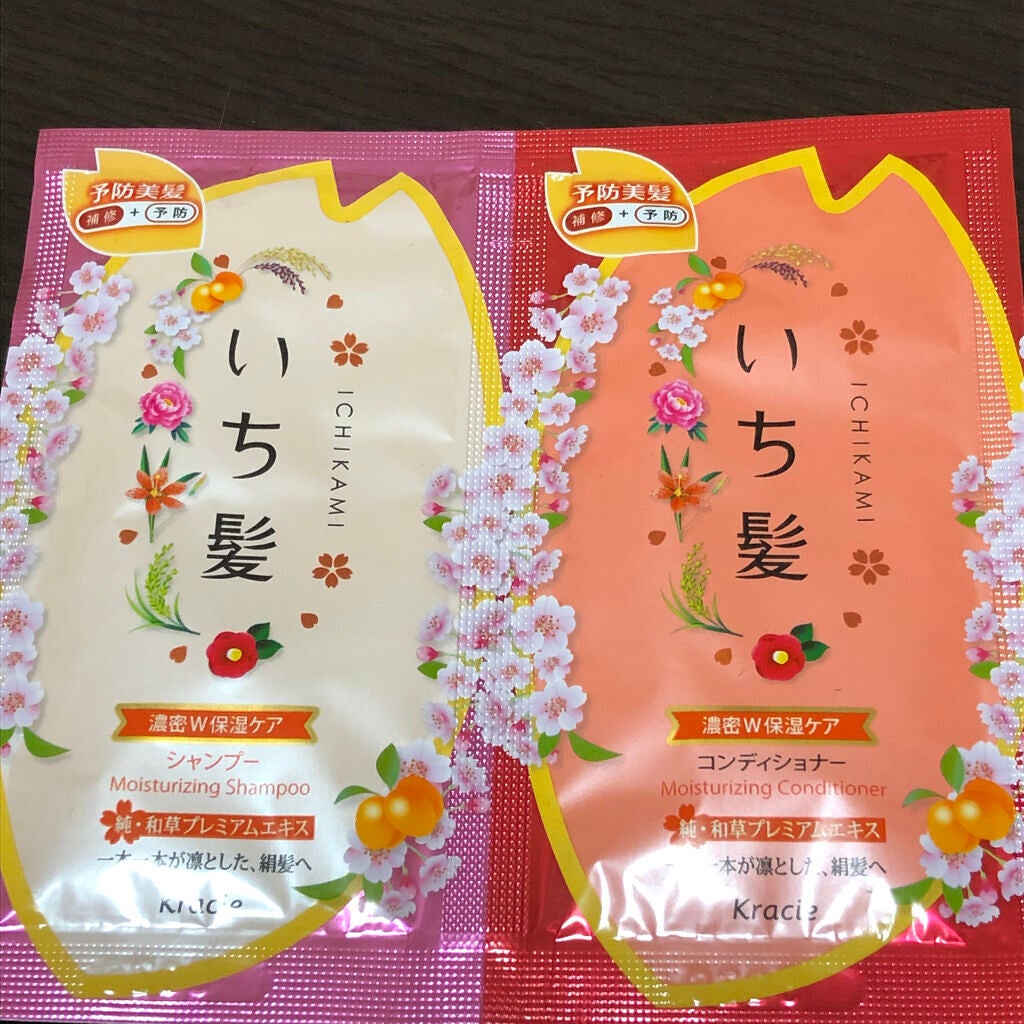 予防美髪
補修 + 予防
いち髪
ICHIKAMI
濃密W保湿ケア
シャンプー
Moisturizing Shampoo
純・和草プレミアムエキス
一本一本が凛とした、絹髪へ
Kracie
予防美髪
補修 + 予防
いち髪
ICHIKAMI
濃密W保湿ケア
コンディショナー
Moisturizing Conditioner
純・和草プレミアムエキス
一本が凛とした、絹髪へ
Kracie